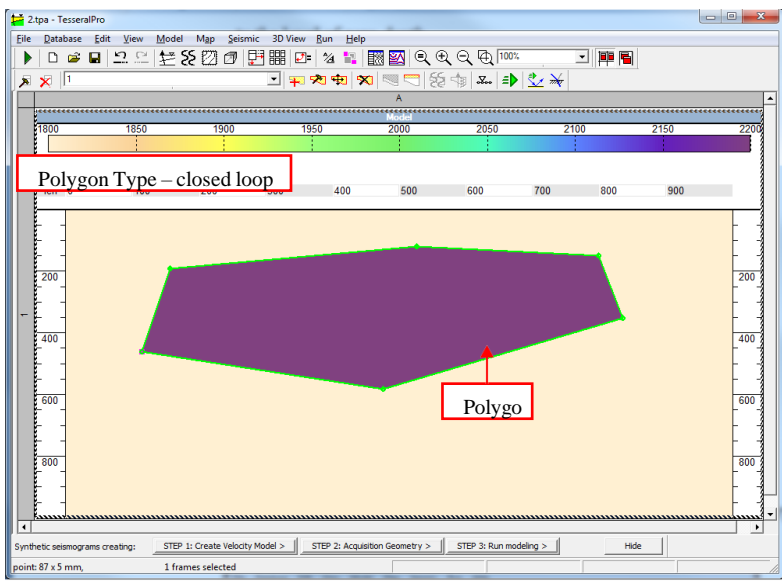 2.tpa - TesseralPro
File Database Edit View Model Map Seismic 3D View Run Help
100%
1
A
Model
1800 1850 1900 1950 2000 2050 2100 2150 2200
Polygon Type – closed loop
400 500 600 700 800 900
200 200
1
400 400
600 600
Polygo
800 800
Synthetic seismograms creating: STEP 1: Create Velocity Model > STEP 2: Acquisition Geometry > STEP 3: Run modeling > Hide
point: 87 x 5 mm, 1 frames selected